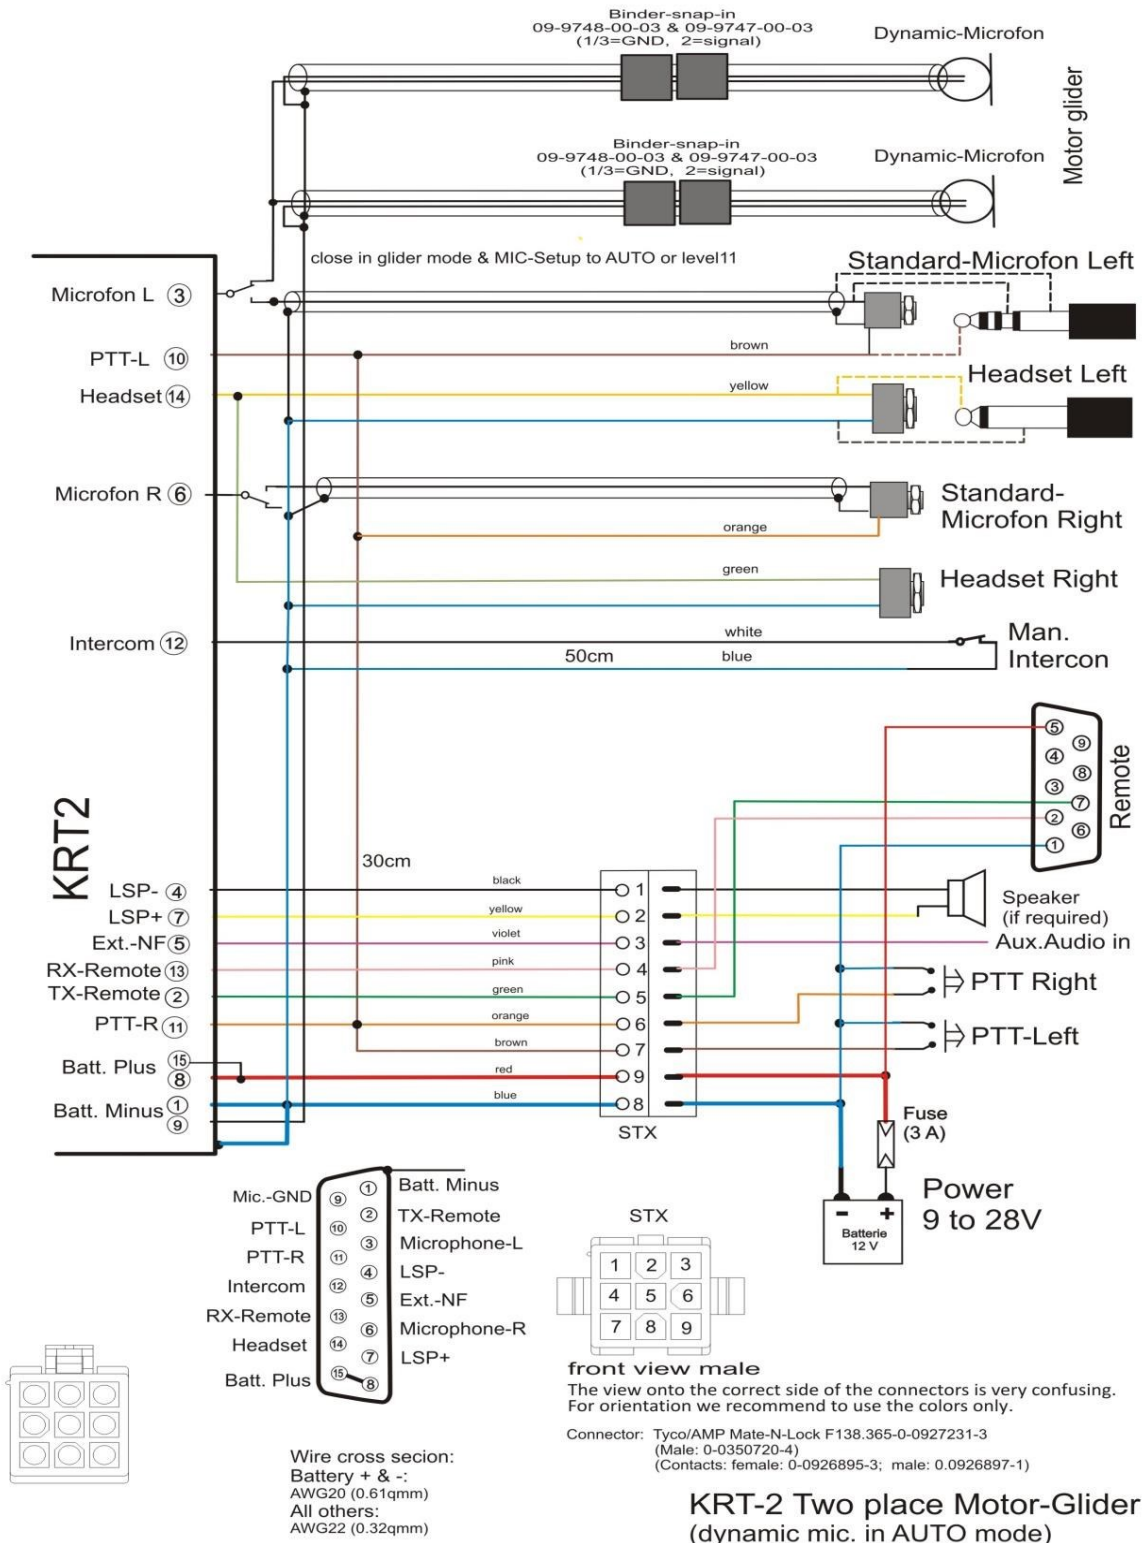 Binder-snap-in
09-9748-00-03 & 09-9747-00-03
(1/3=GND, 2=signal)
Dynamic-Microfon
Motor glider
Binder-snap-in
09-9748-00-03 & 09-9747-00-03
(1/3=GND, 2=signal)
Dynamic-Microfon
close in glider mode & MIC-Setup to AUTO or level11
Standard-Microfon Left
Microfon L 3
brown
PTT-L 10
Headset Left
yellow
Headset 14
Microfon R 6
Standard-
Microfon Right
orange
green
Headset Right
Intercom 12
white
50cm
blue
Man.
Intercon
5
9
4
8
3
7
2
6
1
Remote
KRT2
30cm
LSP- 4
black
1
LSP+ 7
yellow
2
Speaker
(if required)
Ext.-NF 5
violet
3
Aux.Audio in
RX-Remote 13
pink
4
PTT Right
TX-Remote 2
green
5
PTT-R 11
orange
6
PTT-Left
brown
7
Batt. Plus 15
8
red
9
Batt. Minus 1
9
blue
8
STX
Fuse
(3 A)
- +
Batterie
12 V
Power
9 to 28V
Mic.-GND 9
1 Batt. Minus
PTT-L 10
2 TX-Remote
PTT-R 11
3 Microphone-L
Intercom 12
4 LSP-
RX-Remote 13
5 Ext.-NF
Headset 14
6 Microphone-R
Batt. Plus 15
7 LSP+
8
STX
1 2 3
4 5 6
7 8 9
front view male
The view onto the correct side of the connectors is very confusing.
For orientation we recommend to use the colors only.
Connector: Tyco/AMP Mate-N-Lock F138.365-0-0927231-3
(Male: 0-0350720-4)
(Contacts: female: 0-0926895-3; male: 0.0926897-1)
Wire cross secion:
Battery + & -:
AWG20 (0.61qmm)
All others:
AWG22 (0.32qmm)
KRT-2 Two place Motor-Glider
(dynamic mic. in AUTO mode)